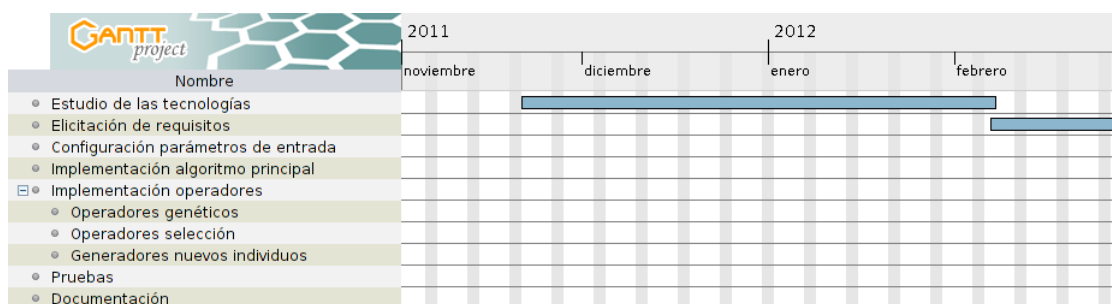 GANTT
project
2011
2012
noviembre
diciembre
enero
febrero
Nombre
Estudio de las tecnologías
Elicitación de requisitos
Configuración parámetros de entrada
Implementación algoritmo principal
Implementación operadores
Operadores genéticos
Operadores selección
Generadores nuevos individuos
Pruebas
Documentación